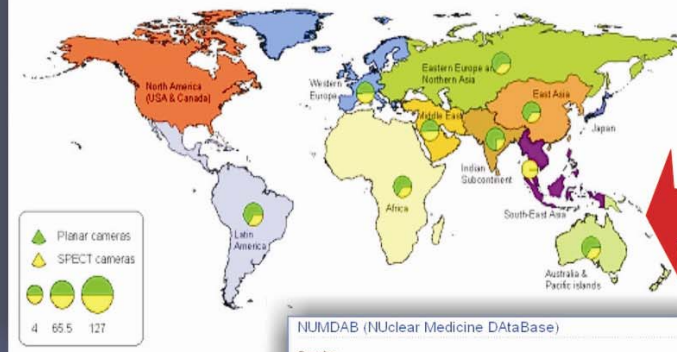 North America
(USA & Canada)
Western
Europe
Eastern Europe a
Northern Asia
East Asia
Middle East
Japan
Indian
Subcontinent
Africa
South-East Asia
Latin
America
Australia &
Pacific islands
Planar cameras
SPECT cameras
4 65.5 127
NUMDAB (NUclear Medicine DAtaBase)